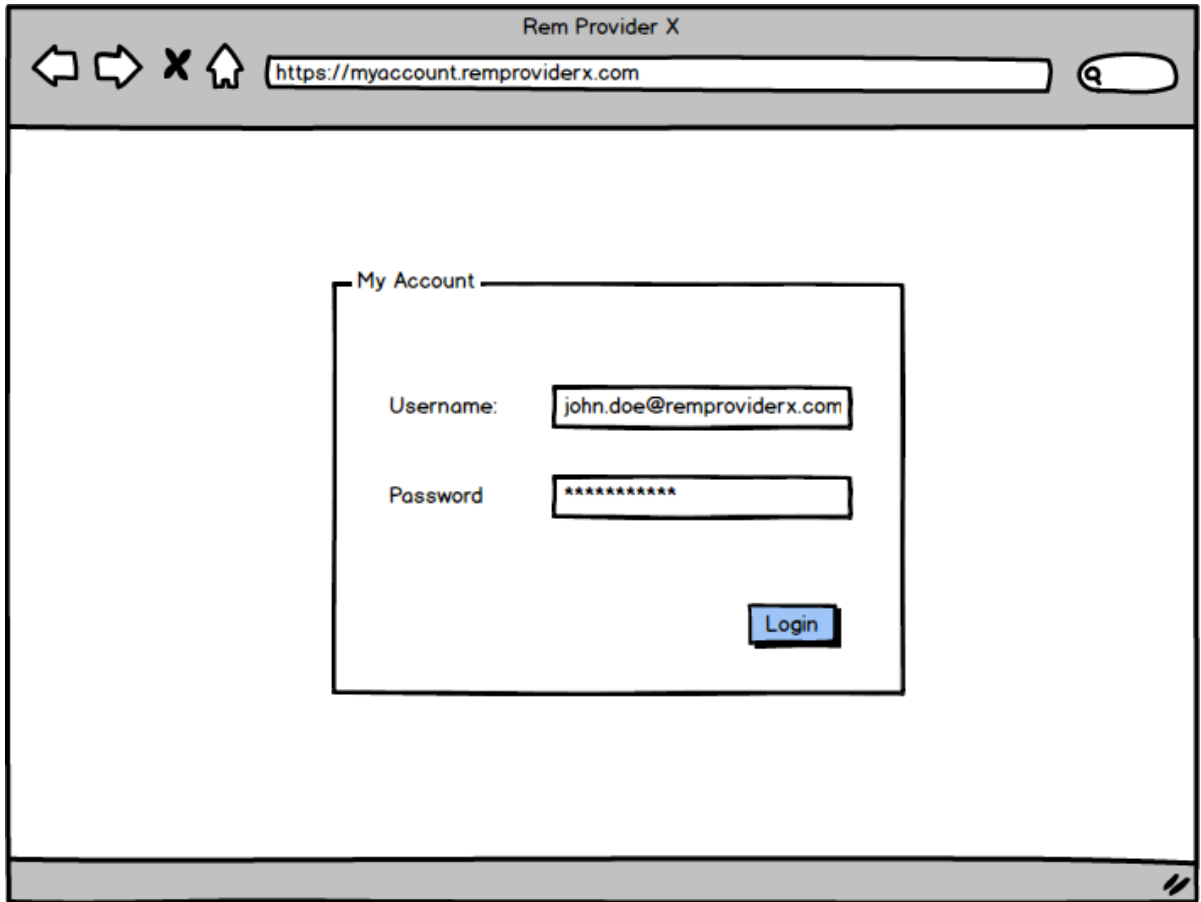 Rem Provider X
https://myaccount.remproviderx.com
My Account
Username:
john.doe@remproviderx.com
Password
***********
Login